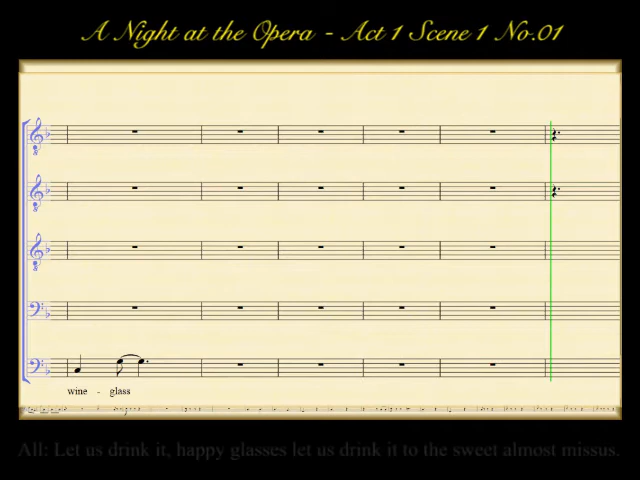 A Night at the Opera - Act 1 Scene 1 No.01
wine - glass
All: Let us drink it, happy glasses let us drink it to the sweet almost missus.